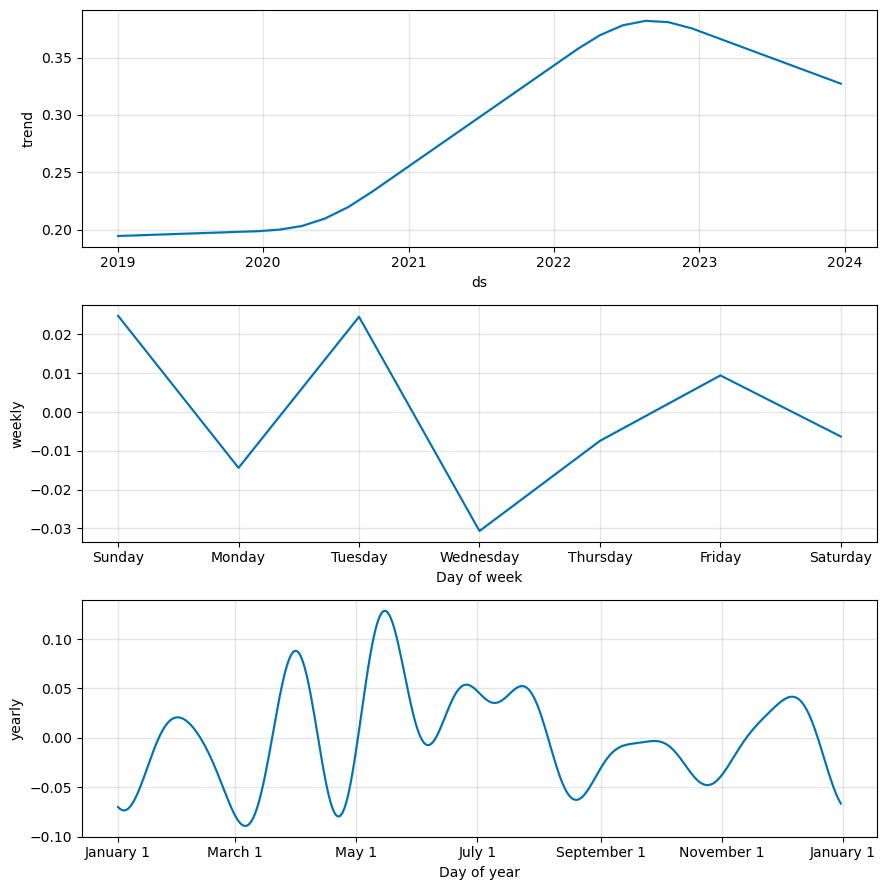 0.35
0.30
0.25
0.20
trend
2019 2020 2021 2022 2023 2024
ds
0.02
0.01
0.00
−0.01
−0.02
−0.03
weekly
Sunday Monday Tuesday Wednesday Thursday Friday Saturday
Day of week
0.10
0.05
0.00
−0.05
−0.10
yearly
January 1 March 1 May 1 July 1 September 1 November 1 January 1
Day of year